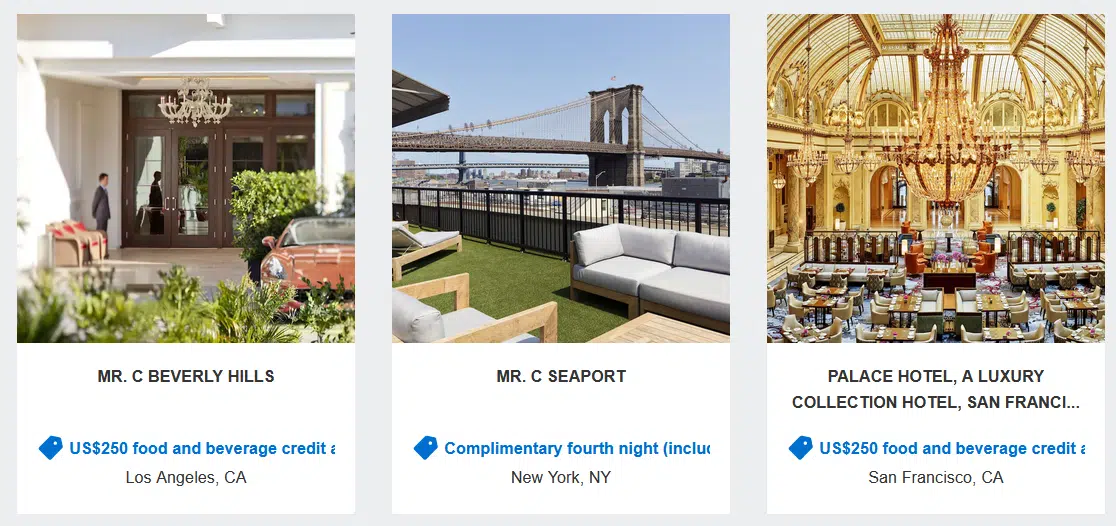 MR. C BEVERLY HILLS
US$250 food and beverage credit a
Los Angeles, CA
MR. C SEAPORT
Complimentary fourth night (includ
New York, NY
PALACE HOTEL, A LUXURY
COLLECTION HOTEL, SAN FRANCI...
US$250 food and beverage credit a
San Francisco, CA